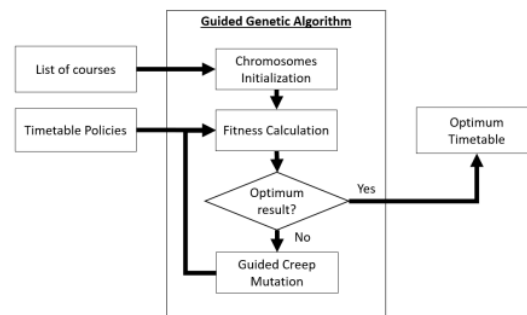 Guided Genetic Algorithm
List of courses
Chromosomes
Initialization
Timetable Policies
Fitness Calculation
Optimum
Timetable
Optimum
result?
Yes
No
Guided Creep
Mutation